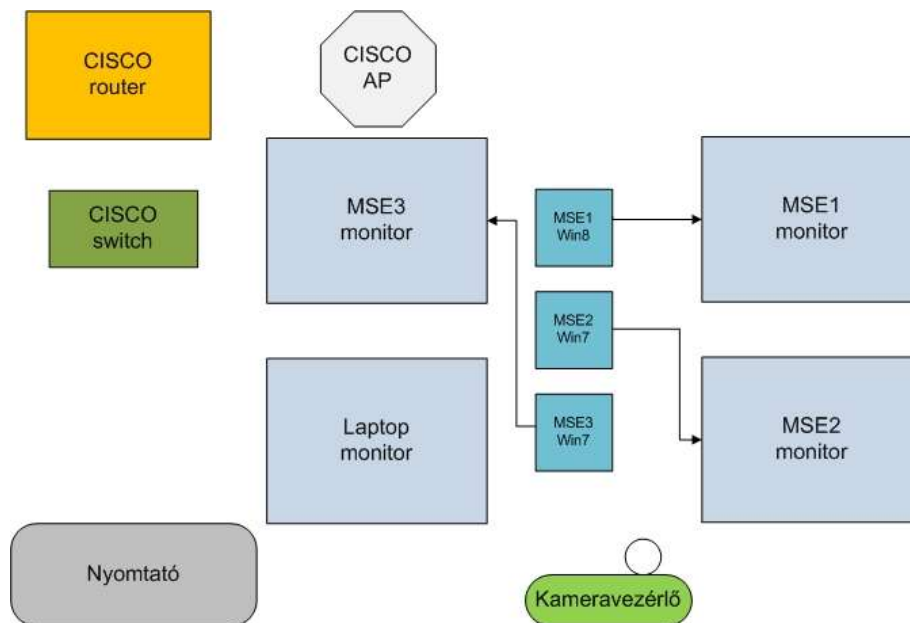 CISCO
router
CISCO
AP
CISCO
switch
MSE3
monitor
MSE1
Win8
MSE1
monitor
MSE2
Win7
Laptop
monitor
MSE3
Win7
MSE2
monitor
Nyomtató
Kameravezérlő